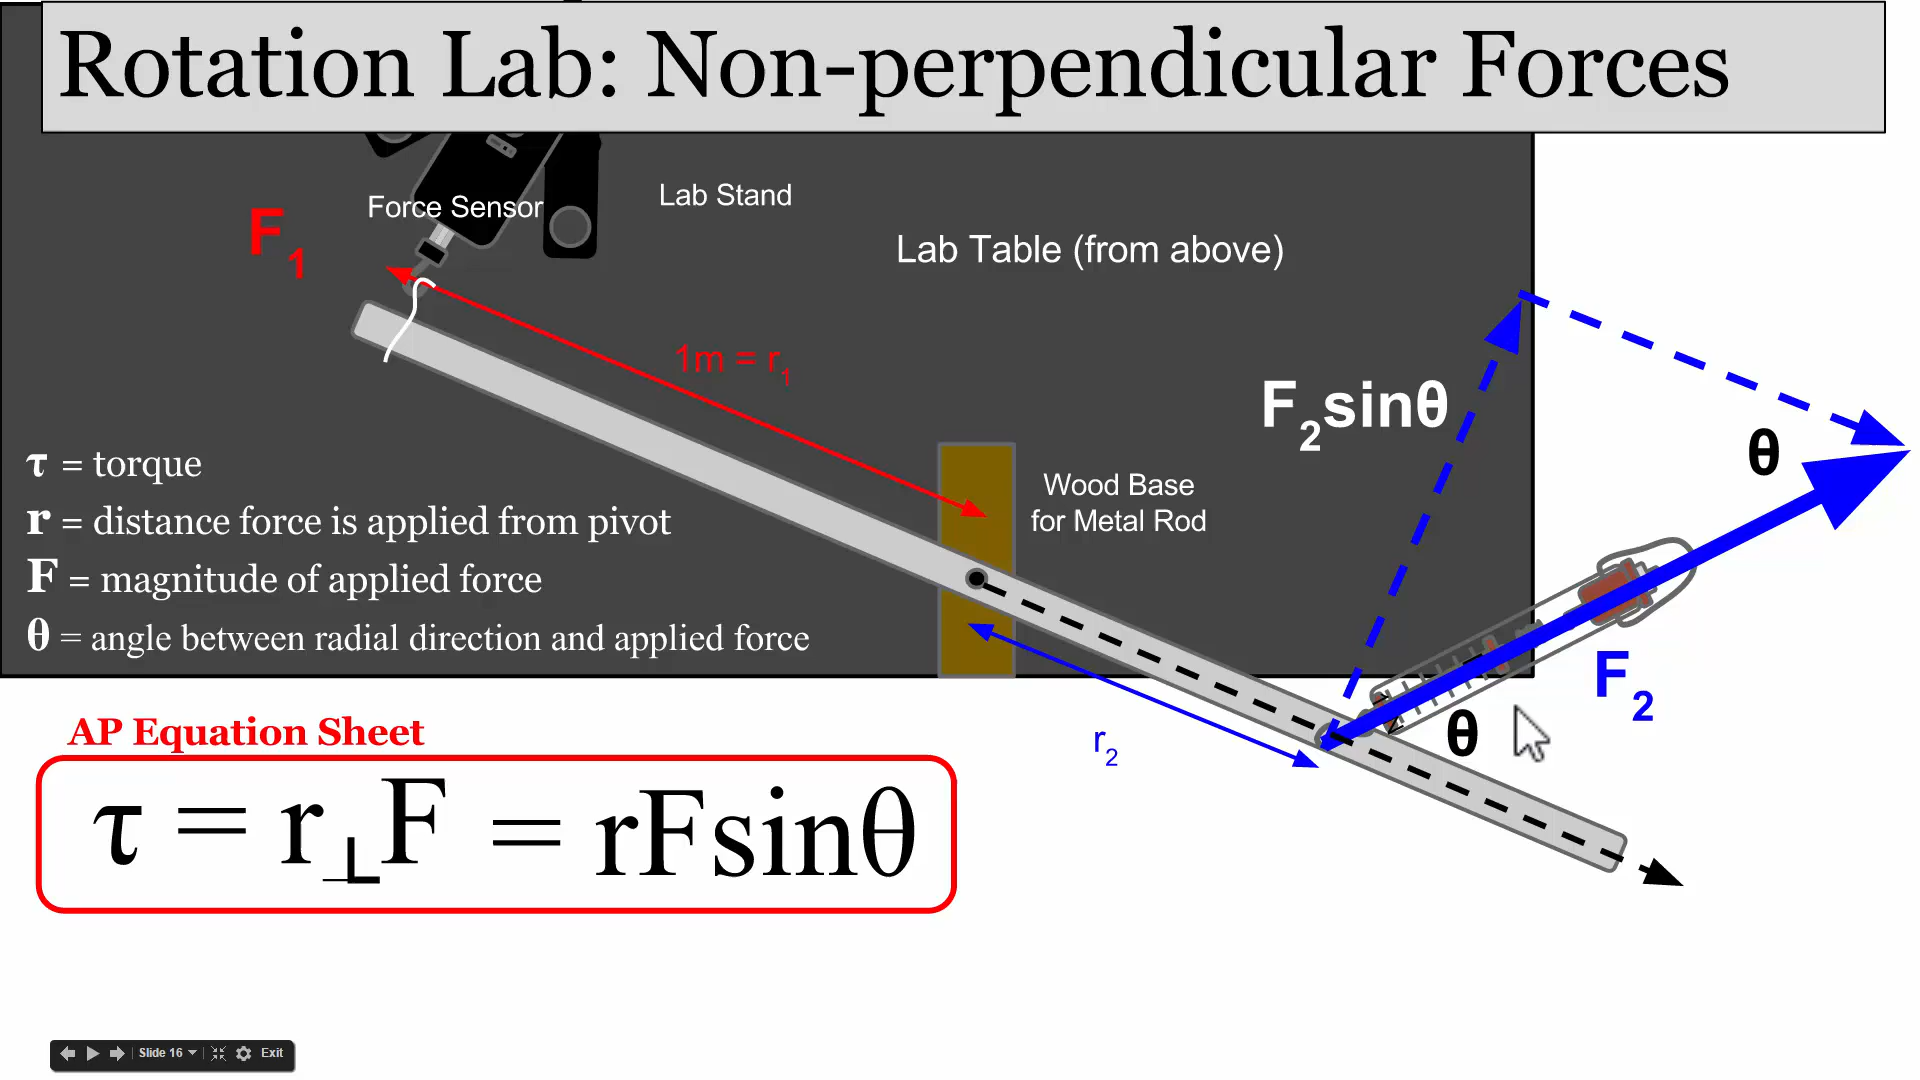 Rotation Lab: Non-perpendicular Forces
Force Sensor
Lab Stand
F₁
Lab Table (from above)
1m = r₁
F₂sinθ
θ
τ = torque
Wood Base
for Metal Rod
r = distance force is applied from pivot
F = magnitude of applied force
θ = angle between radial direction and applied force
F₂
θ
r₂
AP Equation Sheet
τ = r⊥F = rFsinθ
Slide 16
Exit